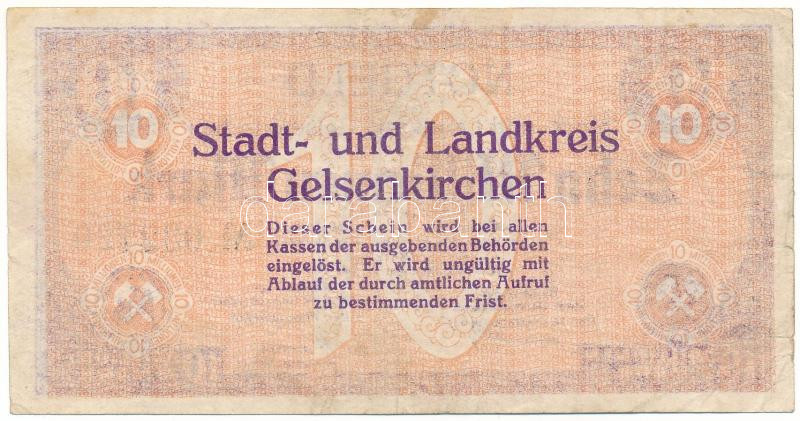 10 10
Stadt- und Landkreis
Gelsenkirchen
Dieser Schein wird bei allen
Kassen der ausgebenden Behörden
eingelöst. Er wird ungültig mit
Ablauf der durch amtlichen Aufruf
zu bestimmenden Frist.
10